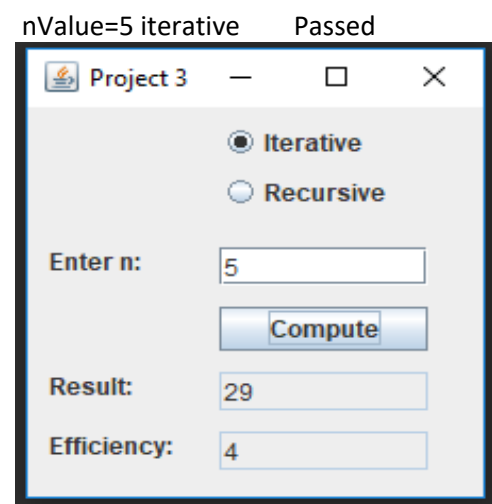 nValue=5 iterative Passed
Project 3
Iterative
Recursive
Enter n: 5
Compute
Result: 29
Efficiency: 4